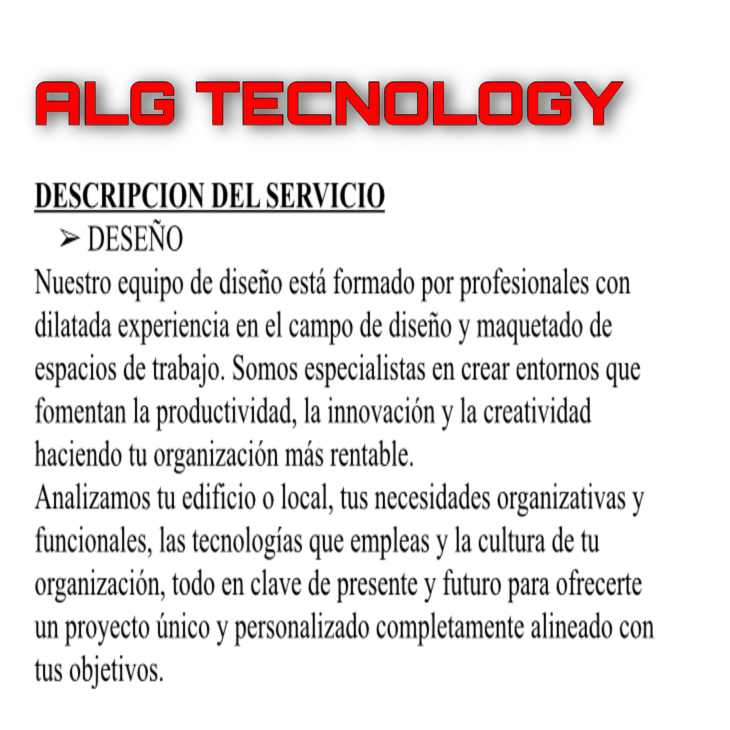 ALG TECNOLOGY
DESCRIPCION DEL SERVICIO
➢ DESEÑO
Nuestro equipo de diseño está formado por profesionales con
dilatada experiencia en el campo de diseño y maquetado de
espacios de trabajo. Somos especialistas en crear entornos que
fomentan la productividad, la innovación y la creatividad
haciendo tu organización más rentable.
Analizamos tu edificio o local, tus necesidades organizativas y
funcionales, las tecnologías que empleas y la cultura de tu
organización, todo en clave de presente y futuro para ofrecerte
un proyecto único y personalizado completamente alineado con
tus objetivos.